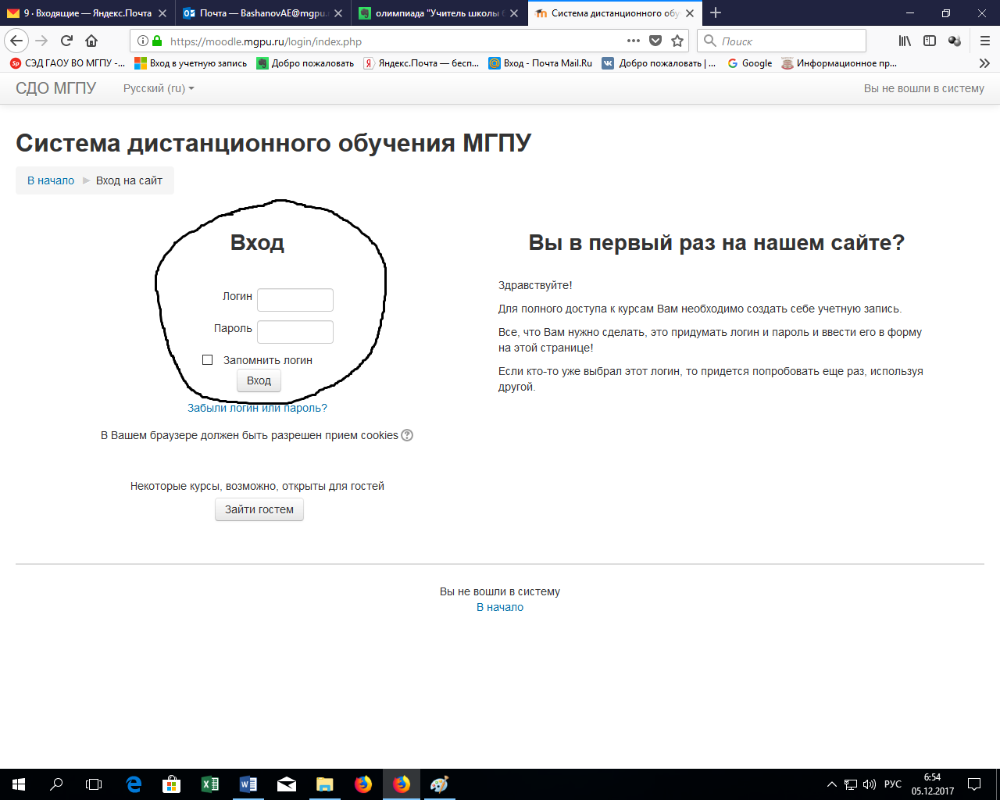 9 · Входящие — Яндекс.Почта
Почта — BashanovAE@mgpu.
олимпиада "Учитель школы
Система дистанционного обу
https://moodle.mgpu.ru/login/index.php
Поиск
СЭД ГАОУ ВО МГПУ -...
Вход в учетную запись
Добро пожаловать
Яндекс.Почта — бесп...
Вход - Почта Mail.Ru
Добро пожаловать | ...
Google
Информационное пр...
СДО МГПУ
Русский (ru)
Вы не вошли в систему
Система дистанционного обучения МГПУ
В начало ► Вход на сайт
Вход
Логин
Пароль
Запомнить логин
Вход
Забыли логин или пароль?
В Вашем браузере должен быть разрешен прием cookies
Некоторые курсы, возможно, открыты для гостей
Зайти гостем
Вы в первый раз на нашем сайте?
Здравствуйте!
Для полного доступа к курсам Вам необходимо создать себе учетную запись.
Все, что Вам нужно сделать, это придумать логин и пароль и ввести его в форму
на этой странице!
Если кто-то уже выбрал этот логин, то придется попробовать еще раз, используя
другой.
Вы не вошли в систему
В начало
РУС
6:54
05.12.2017